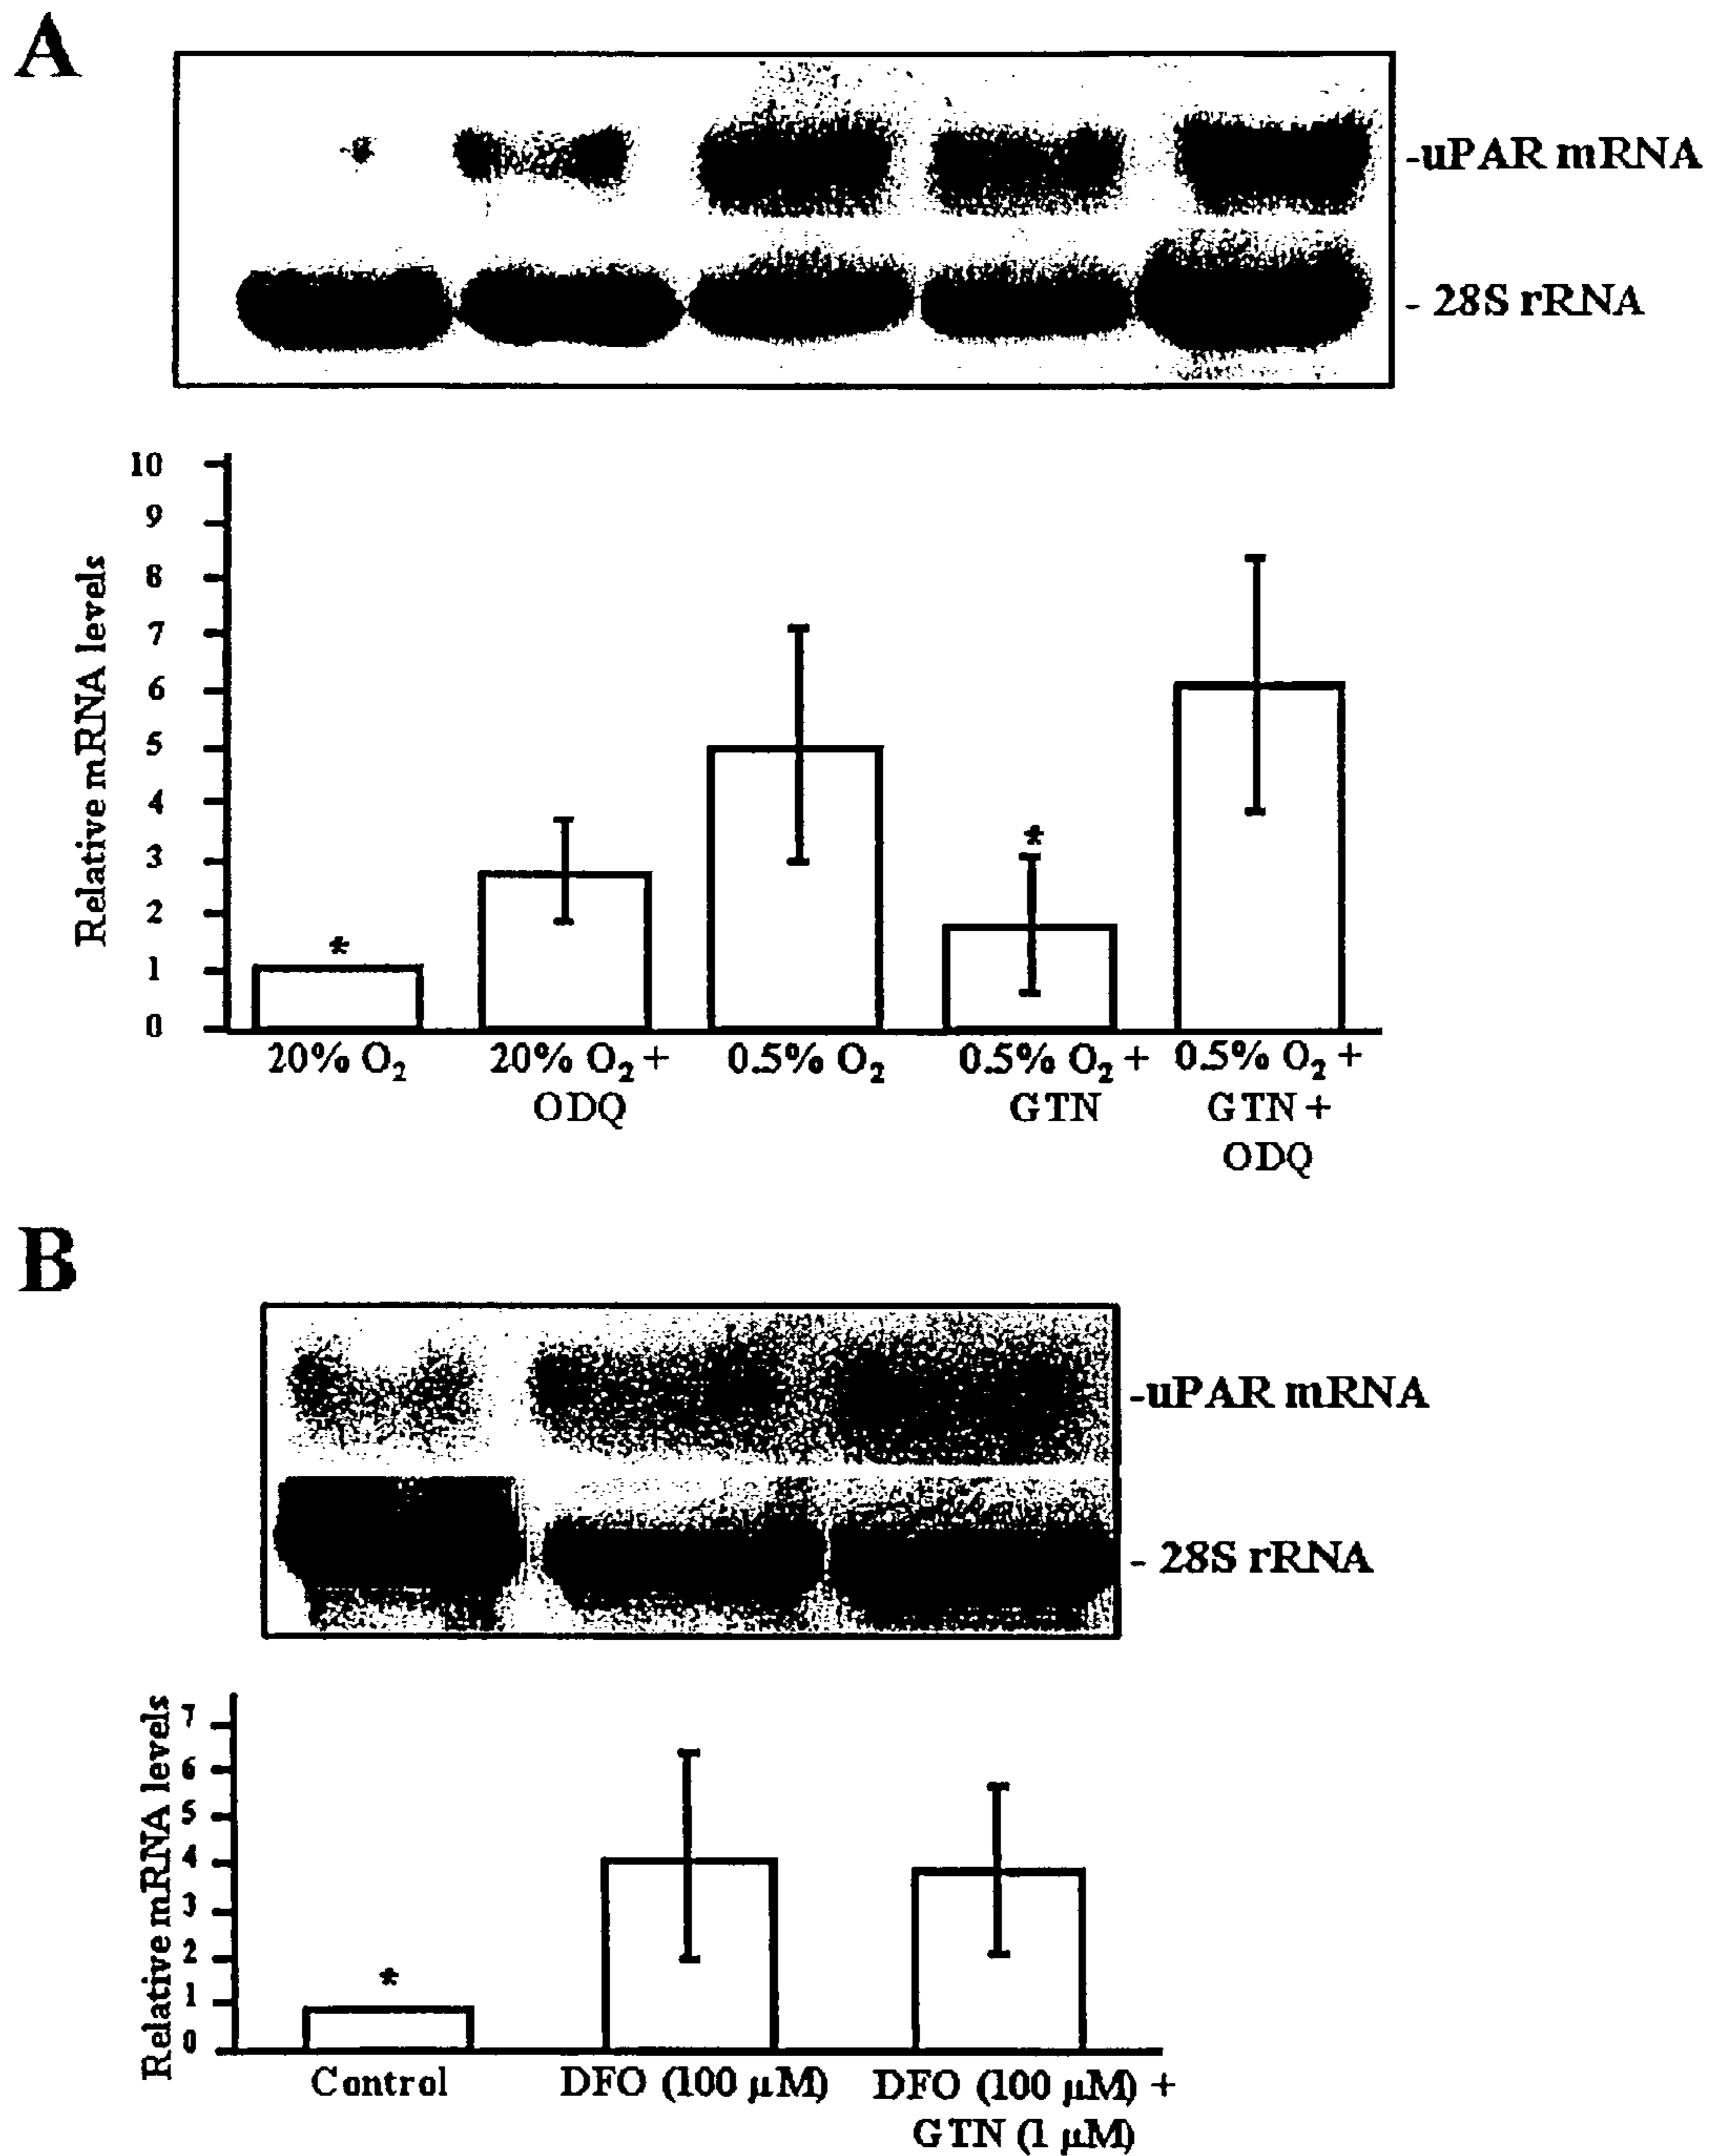 A
-uPAR mRNA
- 28S rRNA
10
9
8
7
6
5
4
3
2
1
0
Relative mRNA levels
*
*
20% O₂
20% O₂ +
ODQ
0.5% O₂
0.5% O₂ +
GTN
0.5% O₂ +
GTN +
ODQ
B
-uPAR mRNA
- 28S rRNA
7
6
5
4
3
2
1
0
Relative mRNA levels
*
Control
DFO (100 µM)
DFO (100 µM) +
GTN (1 µM)